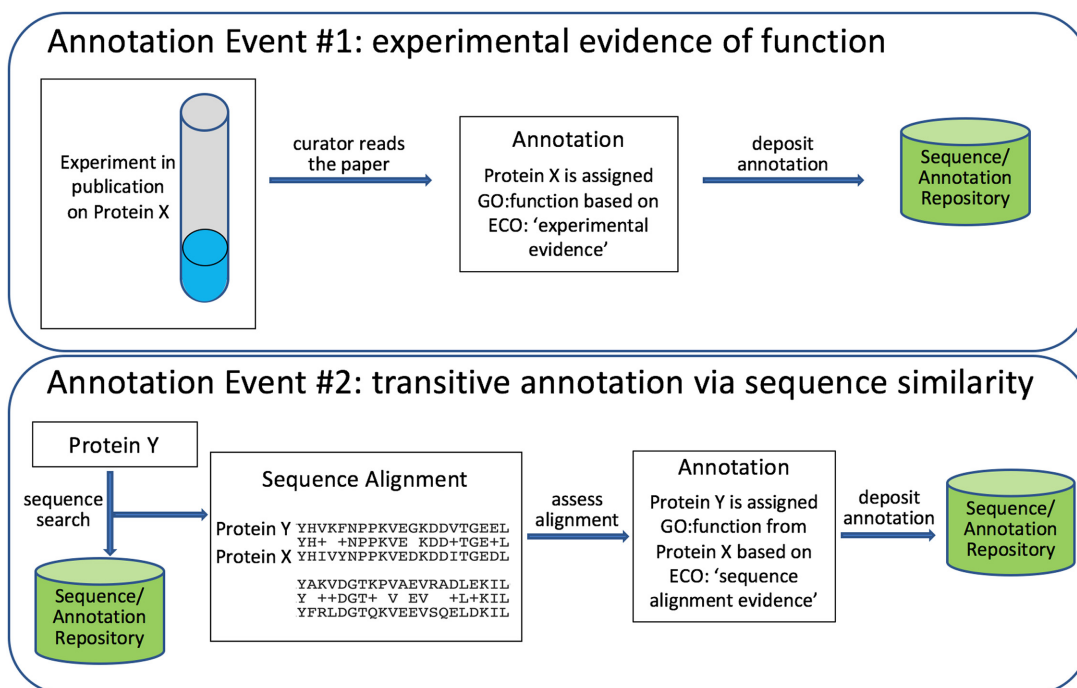 Annotation Event #1: experimental evidence of function
Experiment in
publication
on Protein X
curator reads
the paper
Annotation
Protein X is assigned
GO:function based on
ECO: ‘experimental
evidence’
deposit
annotation
Sequence/
Annotation
Repository
Annotation Event #2: transitive annotation via sequence similarity
Protein Y
sequence
search
Sequence/
Annotation
Repository
Sequence Alignment
Protein Y YHVKFNPPKVEGKDDVTGEEL
YH+ +NPPKVE KDD+TGE+L
Protein X YHIVYNPPKVEDKDDITGEDL
YAKVDGTKPVAEVRADLEKIL
Y ++DGT+ V EV +L+KIL
YFRLDGTQKVEEVSQELDKIL
assess
alignment
Annotation
Protein Y is assigned
GO:function from
Protein X based on
ECO: ‘sequence
alignment evidence’
deposit
annotation
Sequence/
Annotation
Repository